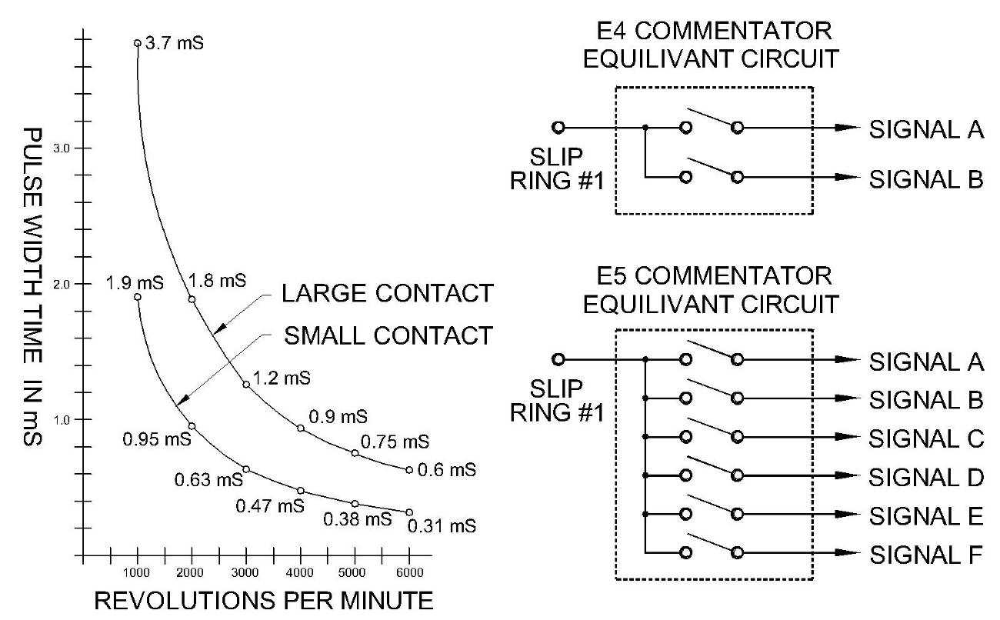 PULSE WIDTH TIME IN mS
3.0
2.0
1.0
3.7 mS
1.8 mS
1.2 mS
0.9 mS
0.75 mS
0.6 mS
1.9 mS
0.95 mS
0.63 mS
0.47 mS
0.38 mS
0.31 mS
LARGE CONTACT
SMALL CONTACT
1000 2000 3000 4000 5000 6000
REVOLUTIONS PER MINUTE
E4 COMMENTATOR
EQUILIVANT CIRCUIT
SLIP
RING #1
SIGNAL A
SIGNAL B
E5 COMMENTATOR
EQUILIVANT CIRCUIT
SLIP
RING #1
SIGNAL A
SIGNAL B
SIGNAL C
SIGNAL D
SIGNAL E
SIGNAL F